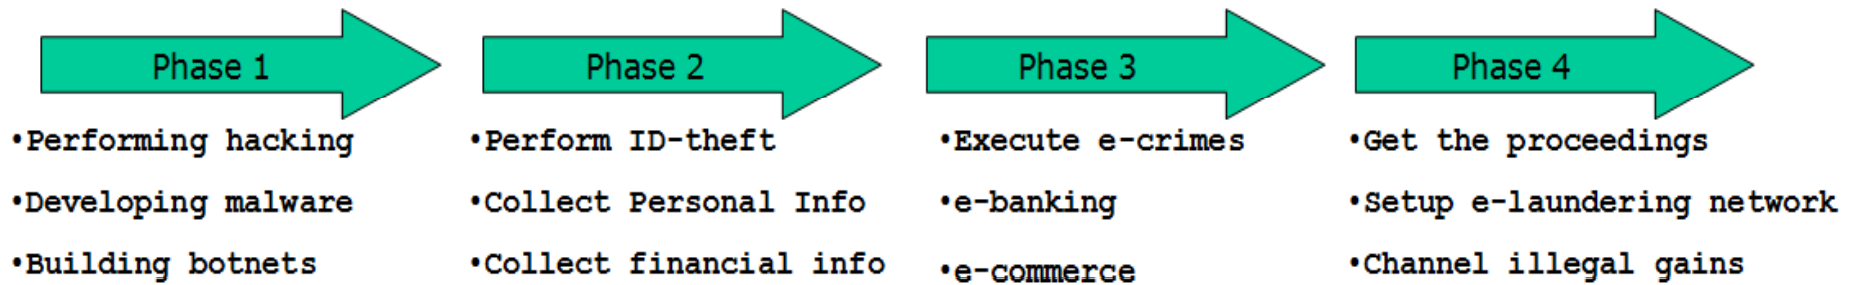 Phase 1
•Performing hacking
•Developing malware
•Building botnets
Phase 2
•Perform ID-theft
•Collect Personal Info
•Collect financial info
Phase 3
•Execute e-crimes
•e-banking
•e-commerce
Phase 4
•Get the proceedings
•Setup e-laundering network
•Channel illegal gains